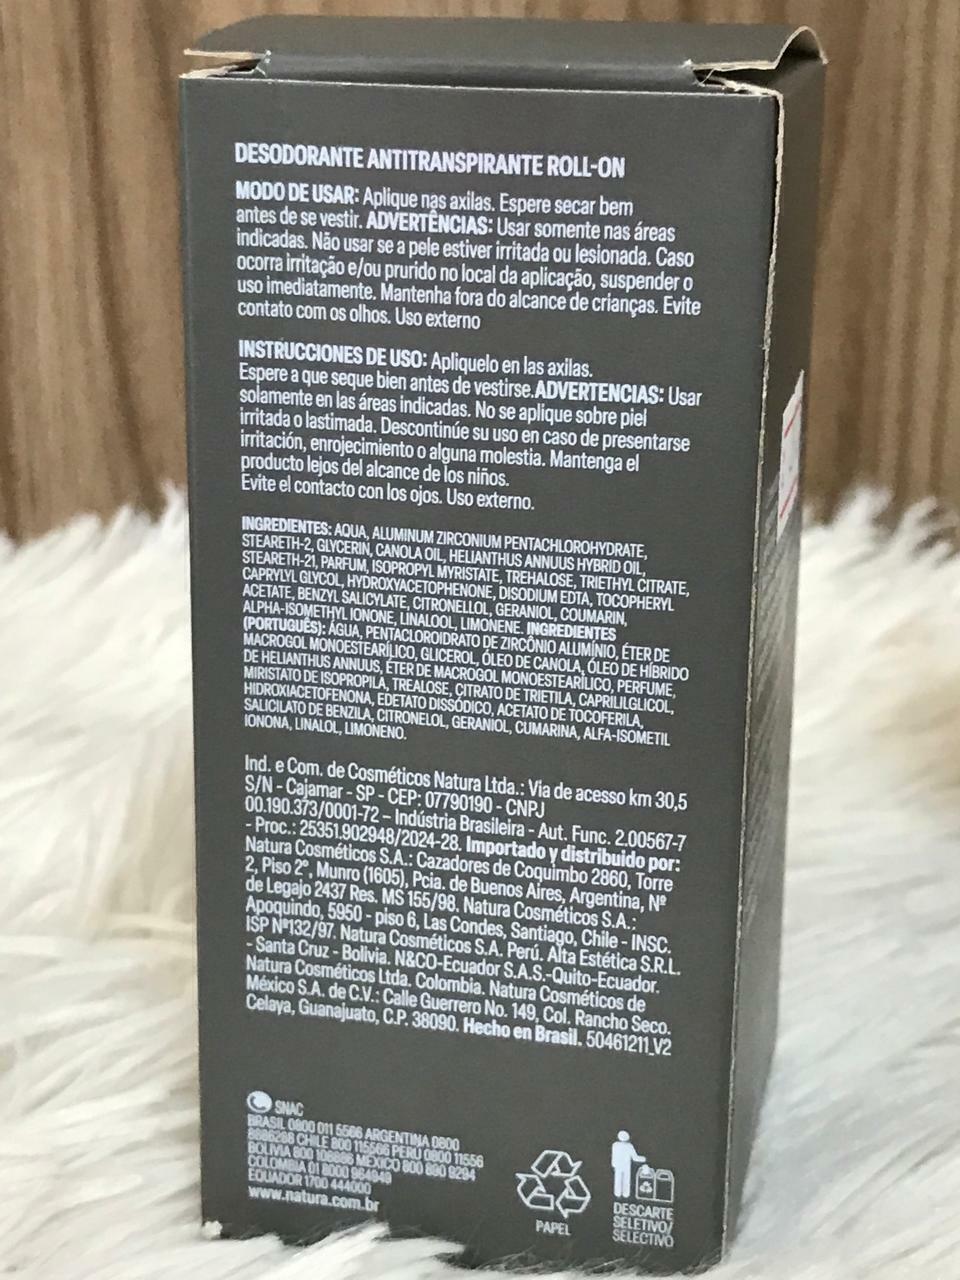 DESODORANTE ANTITRANSPIRANTE ROLL-ON
MODO DE USAR: Aplique nas axilas. Espere secar bem
antes de se vestir. ADVERTÊNCIAS: Usar somente nas áreas
indicadas. Não usar se a pele estiver irritada ou lesionada. Caso
ocorra irritação e/ou prurido no local da aplicação, suspender o
uso imediatamente. Mantenha fora do alcance de crianças. Evite
contato com os olhos. Uso externo
INSTRUCCIONES DE USO: Apliquelo en las axilas.
Espere a que seque bien antes de vestirse.ADVERTENCIAS: Usar
solamente en las áreas indicadas. No se aplique sobre piel
irritada o lastimada. Descontinúe su uso en caso de presentarse
irritación, enrojecimiento o alguna molestia. Mantenga el
producto lejos del alcance de los niños.
Evite el contacto con los ojos. Uso externo.
INGREDIENTES: AQUA, ALUMINUM ZIRCONIUM PENTACHLOROHYDRATE,
STEARETH-2, GLYCERIN, CANOLA OIL, HELIANTHUS ANNUUS HYBRID OIL,
STEARETH-21, PARFUM, ISOPROPYL MYRISTATE, TREHALOSE, TRIETHYL CITRATE,
CAPRYLYL GLYCOL, HYDROXYACETOPHENONE, DISODIUM EDTA, TOCOPHERYL
ACETATE, BENZYL SALICYLATE, CITRONELLOL, GERANIOL, COUMARIN,
ALPHA-ISOMETHYL IONONE, LINALOOL, LIMONENE. INGREDIENTES
(PORTUGUÊS): ÁGUA, PENTACLOROIDRATO DE ZIRCÔNIO ALUMÍNIO, ÉTER DE
MACROGOL MONOESTEARÍLICO, GLICEROL, ÓLEO DE CANOLA, ÓLEO DE HÍBRIDO
DE HELIANTHUS ANNUUS, ÉTER DE MACROGOL MONOESTEARÍLICO, PERFUME,
MIRISTATO DE ISOPROPILA, TREALOSE, CITRATO DE TRIETILA, CAPRILILGLICOL,
HIDROXIACETOFENONA, EDETATO DISSÓDICO, ACETATO DE TOCOFERILA,
SALICILATO DE BENZILA, CITRONELOL, GERANIOL, CUMARINA, ALFA-ISOMETIL
IONONA, LINALOL, LIMONENO.
Ind. e Com. de Cosméticos Natura Ltda.: Via de acesso km 30,5
S/N - Cajamar - SP - CEP: 07790190 - CNPJ
00.190.373/0001-72 – Indústria Brasileira - Aut. Func. 2.00567-7
- Proc.: 25351.902948/2024-28. Importado y distribuido por:
Natura Cosméticos S.A.: Cazadores de Coquimbo 2860, Torre
2, Piso 2°, Munro (1605), Pcia. de Buenos Aires, Argentina, Nº
de Legajo 2437 Res. MS 155/98. Natura Cosméticos S.A.:
Apoquindo, 5950 - piso 6, Las Condes, Santiago, Chile - INSC.
ISP Nº132/97. Natura Cosméticos S.A. Perú. Alta Estética S.R.L.
- Santa Cruz - Bolivia. N&CO-Ecuador S.A.S.-Quito-Ecuador.
Natura Cosméticos Ltda. Colombia. Natura Cosméticos de
México S.A. de C.V.: Calle Guerrero No. 149, Col. Rancho Seco.
Celaya, Guanajuato, C.P. 38090. Hecho en Brasil. 50461211_V2
SNAC
BRASIL 0800 011 5566 ARGENTINA 0800
8886288 CHILE 800 115566 PERÚ 0800 11556
BOLIVIA 800 108886 MÉXICO 800 890 9294
COLOMBIA 01 8000 964949
EQUADOR 1700 444000
www.natura.com.br
PAPEL
DESCARTE
SELETIVO/
SELECTIVO